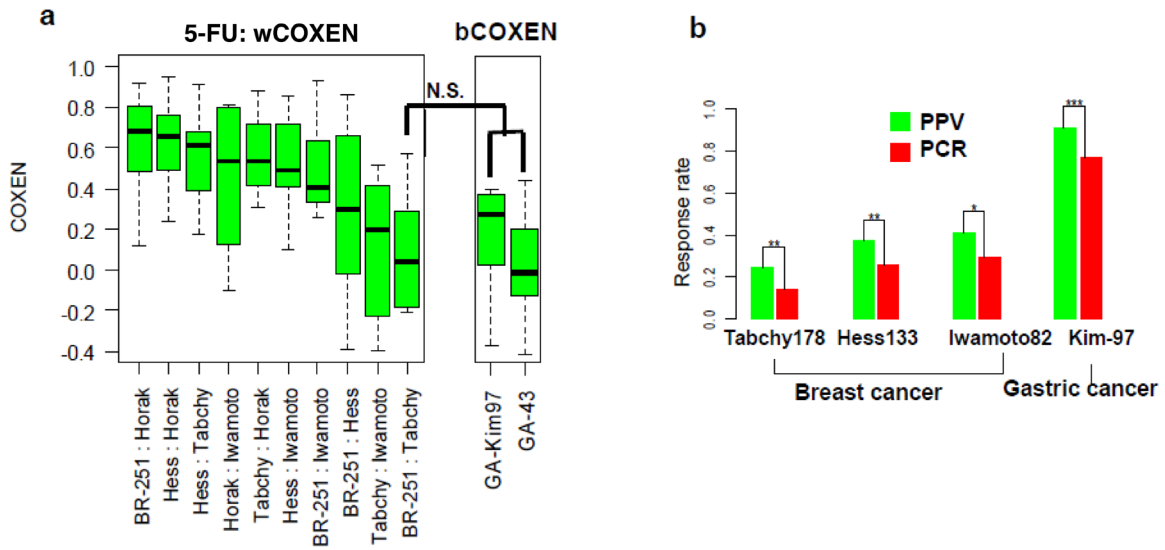 a
5-FU: wCOXEN
bCOXEN
COXEN
1.0
0.8
0.6
0.4
0.2
0.0
-0.2
-0.4
N.S.
BR-251 : Horak
Hess : Horak
Hess : Tabchy
Horak : Iwamoto
Tabchy : Horak
Hess : Iwamoto
BR-251 : Iwamoto
BR-251 : Hess
Tabchy : Iwamoto
BR-251 : Tabchy
GA-Kim97
GA-43
b
PPV
PCR
Response rate
1.0
0.8
0.6
0.4
0.2
0.0
**
**
*
***
Tabchy178 Hess133 Iwamoto82 Kim-97
Breast cancer
Gastric cancer